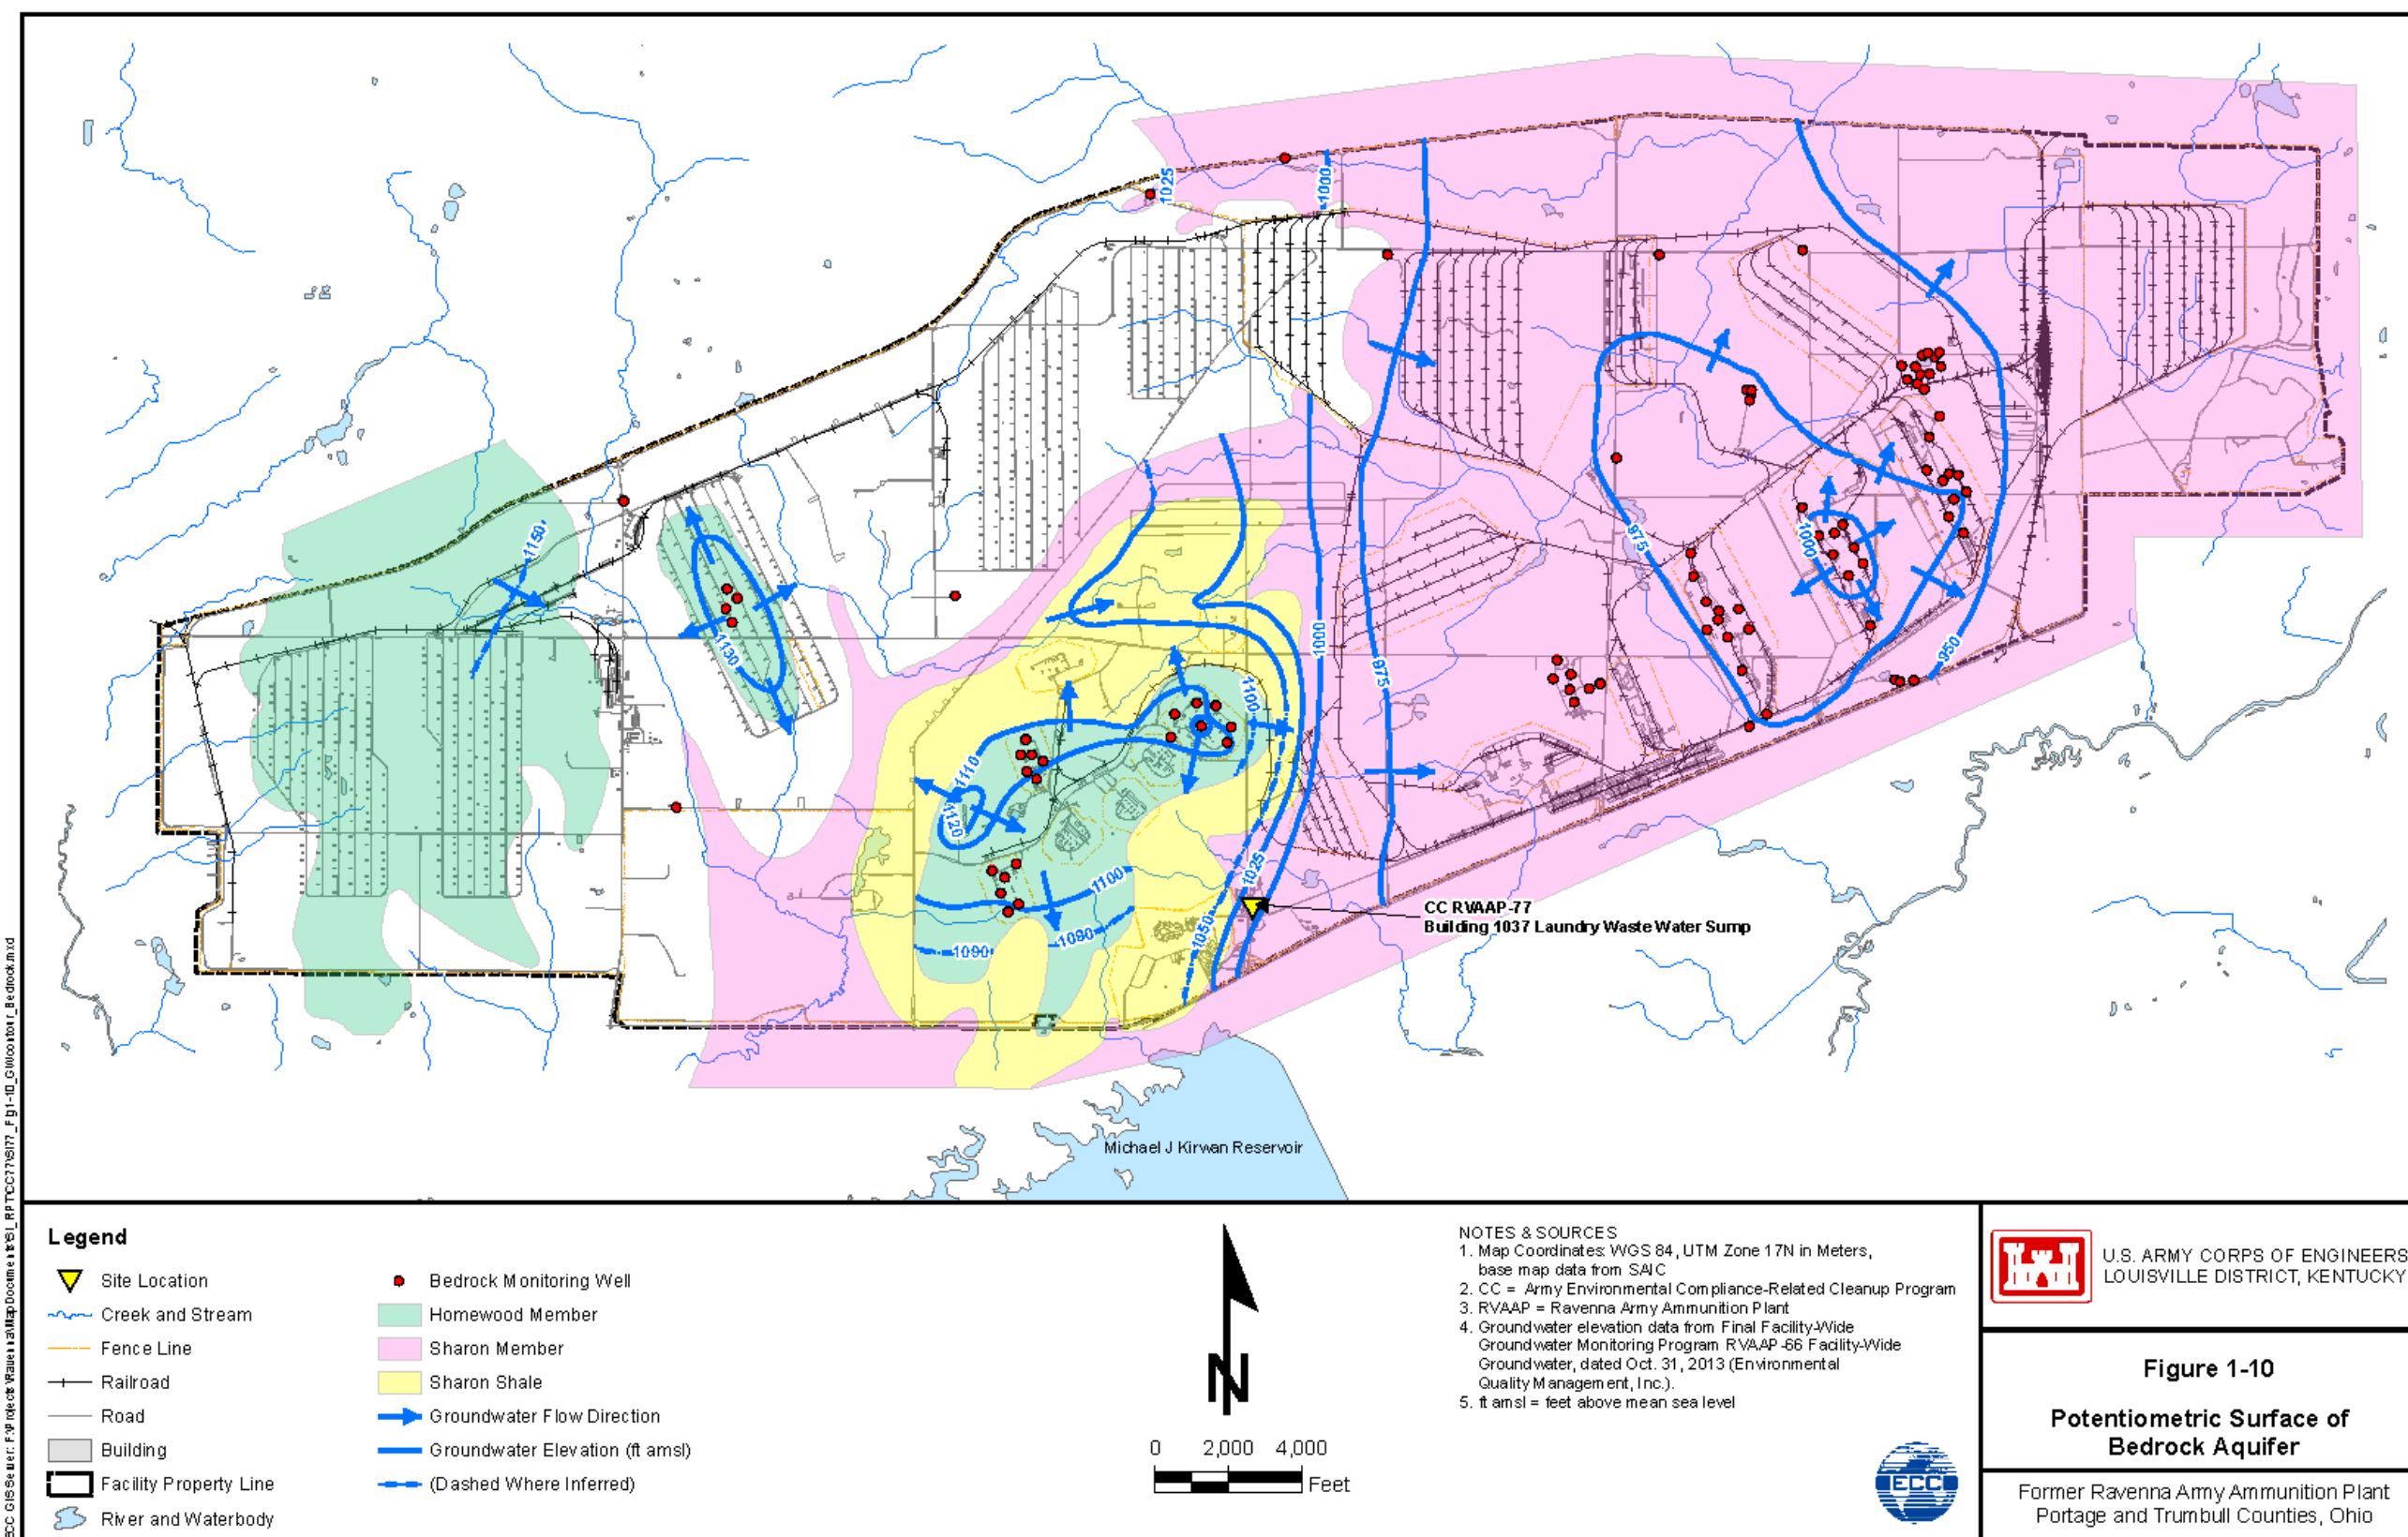 1025
1000
1150
1130
975
1000
1000
975
950
1100
1110
1120
1100
1090
1090
1050
1025
CC RVAAP-77
Building 1037 Laundry Waste Water Sump
Michael J Kirwan Reservoir
Legend
Site Location
Creek and Stream
Fence Line
Railroad
Road
Building
Facility Property Line
River and Waterbody
Bedrock Monitoring Well
Homewood Member
Sharon Member
Sharon Shale
Groundwater Flow Direction
Groundwater Elevation (ft amsl)
(Dashed Where Inferred)
N
0 2,000 4,000
Feet
NOTES & SOURCES
1. Map Coordinates: WGS 84, UTM Zone 17N in Meters,
base map data from SAIC
2. CC = Army Environmental Compliance-Related Cleanup Program
3. RVAAP = Ravenna Army Ammunition Plant
4. Groundwater elevation data from Final Facility-Wide
Groundwater Monitoring Program RVAAP-66 Facility-Wide
Groundwater, dated Oct. 31, 2013 (Environmental
Quality Management, Inc.).
5. ft amsl = feet above mean sea level
ECC
U.S. ARMY CORPS OF ENGINEERS
LOUISVILLE DISTRICT, KENTUCKY
Figure 1-10
Potentiometric Surface of
Bedrock Aquifer
Former Ravenna Army Ammunition Plant
Portage and Trumbull Counties, Ohio